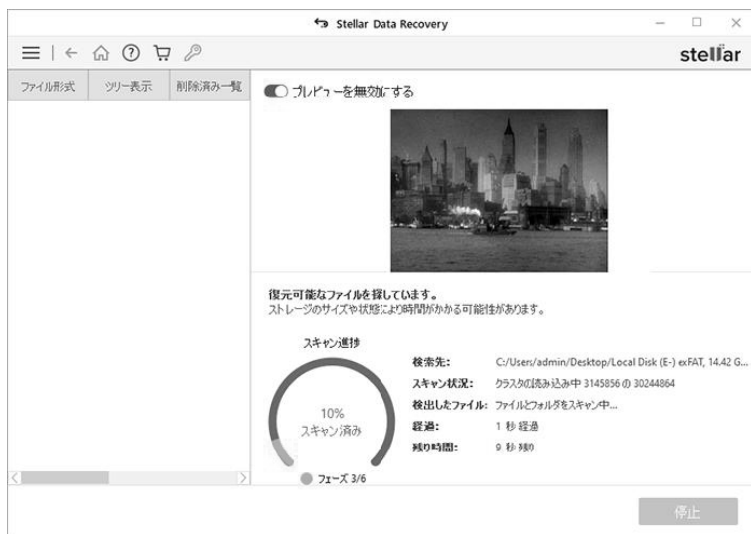 Stellar Data Recovery
stellar
ファイル形式 ツリー表示 削除済み一覧
プレビューを無効にする
復元可能なファイルを探しています。
ストレージのサイズや状態により時間がかかる可能性があります。
スキャン進捗
10%
スキャン済み
フェーズ 3/6
検索先: C:/Users/admin/Desktop/Local Disk (E-) exFAT, 14.42 G...
スキャン状況: クラスタの読み込み中 3145856 の 30244864
検出したファイル: ファイルとフォルダをスキャン中...
経過: 1 秒 経過
残り時間: 9 秒 残り
停止